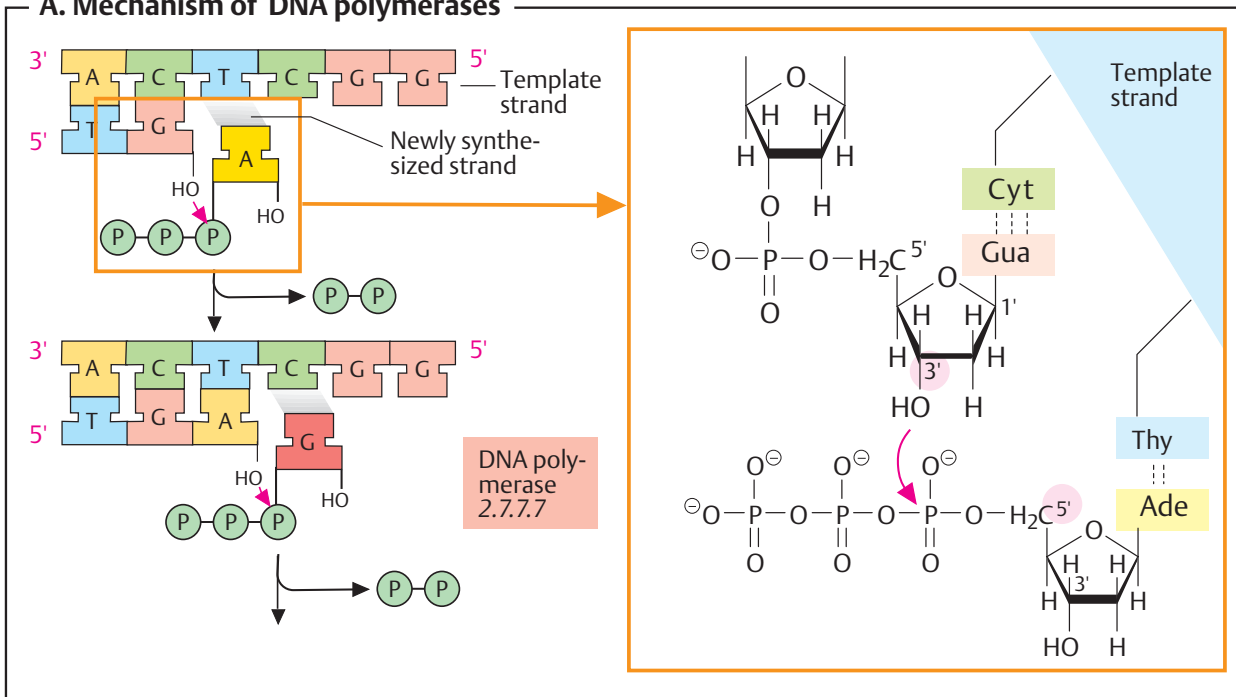 A. Mechanism of DNA polymerases
3'
A C T C G G
5'
Template
strand
5'
T G
A
Newly synthe-
sized strand
HO
HO
P P P
P P
3'
A C T C G G
5'
5'
T G A
G
HO
HO
P P P
P P
DNA poly-
merase
2.7.7.7
Template
strand
O
H H
H H
O H
⊖O P O H2C 5'
O
Cyt
Gua
O
1'
H H
H H
3'
HO H
Thy
Ade
O⊖ O⊖ O⊖
⊖O P O P O P O H2C 5'
O O O
O
H H
3'
H H
HO H